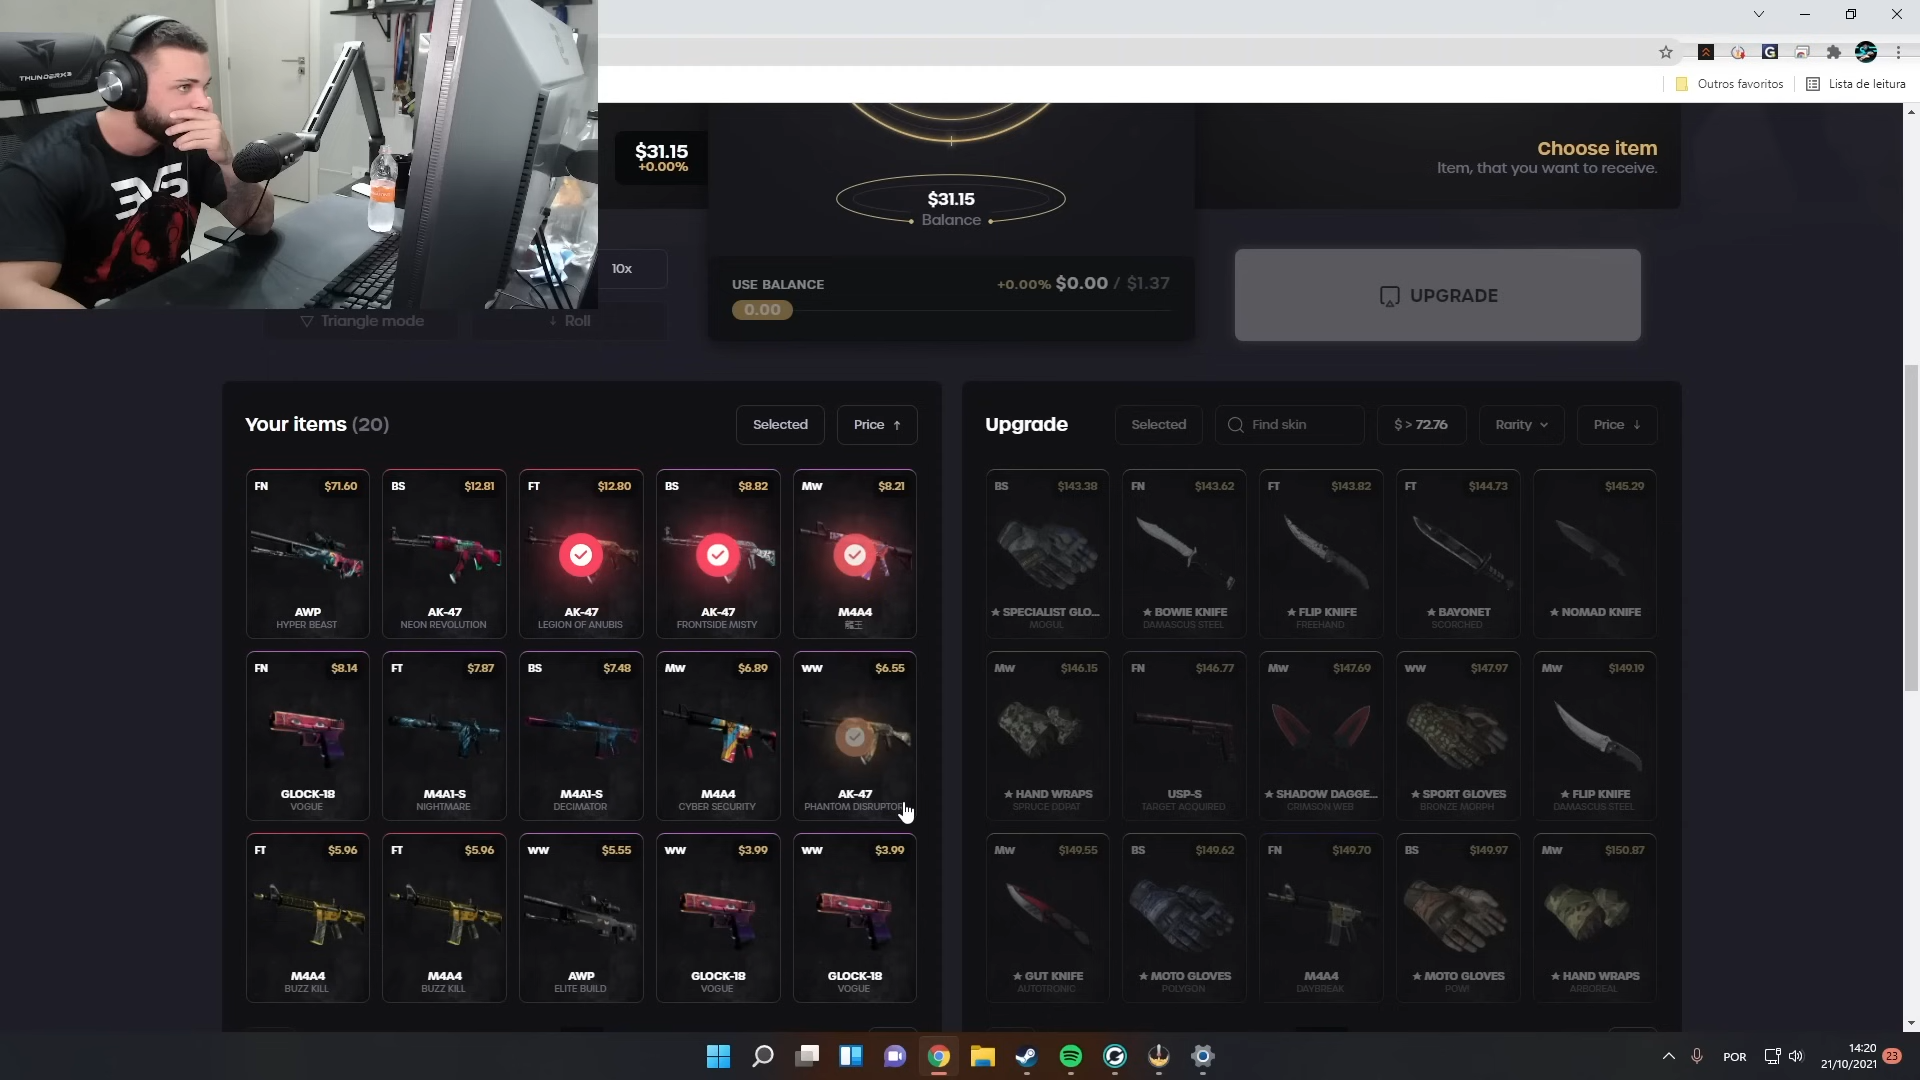 THUNDERX3
3V5
Outros favoritos
Lista de leitura
$31.15
+0.00%
$31.15
Balance
Choose item
Item, that you want to receive.
10x
Triangle mode
Roll
USE BALANCE
+0.00% $0.00 / $1.37
0.00
UPGRADE
Your items (20)
Selected
Price
Upgrade
Selected
Find skin
$ > 72.76
Rarity
Price
FN $71.60
AWP
HYPER BEAST
BS $12.81
AK-47
NEON REVOLUTION
FT $12.80
AK-47
LEGION OF ANUBIS
BS $8.82
AK-47
FRONTSIDE MISTY
MW $8.21
M4A4
龍王
FN $8.14
GLOCK-18
VOGUE
FT $7.87
M4A1-S
NIGHTMARE
BS $7.48
M4A1-S
DECIMATOR
MW $6.89
M4A4
CYBER SECURITY
WW $6.55
AK-47
PHANTOM DISRUPTOR
FT $5.96
M4A4
BUZZ KILL
FT $5.96
M4A4
BUZZ KILL
WW $5.55
AWP
ELITE BUILD
WW $3.99
GLOCK-18
VOGUE
WW $3.99
GLOCK-18
VOGUE
BS $143.38
★ SPECIALIST GLO...
MOGUL
FN $143.62
★ BOWIE KNIFE
DAMASCUS STEEL
FT $143.82
★ FLIP KNIFE
FREEHAND
FT $144.73
★ BAYONET
SCORCHED
$145.29
★ NOMAD KNIFE
MW $146.15
★ HAND WRAPS
SPRUCE DDPAT
FN $146.77
USP-S
TARGET ACQUIRED
MW $147.69
★ SHADOW DAGGE...
CRIMSON WEB
WW $147.97
★ SPORT GLOVES
BRONZE MORPH
MW $149.19
★ FLIP KNIFE
DAMASCUS STEEL
MW $149.55
★ GUT KNIFE
AUTOTRONIC
BS $149.62
★ MOTO GLOVES
POLYGON
FN $149.70
M4A4
DAYBREAK
BS $149.97
★ MOTO GLOVES
POW!
MW $150.87
★ HAND WRAPS
ARBOREAL
POR
14:20
21/10/2021
23